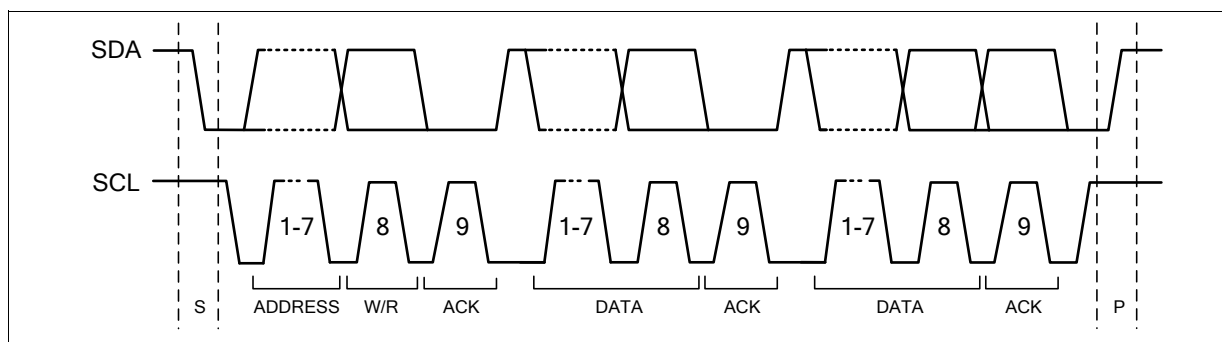 SDA
SCL
1-7 8 9 1-7 8 9 1-7 8 9
S ADDRESS W/R ACK DATA ACK DATA ACK P